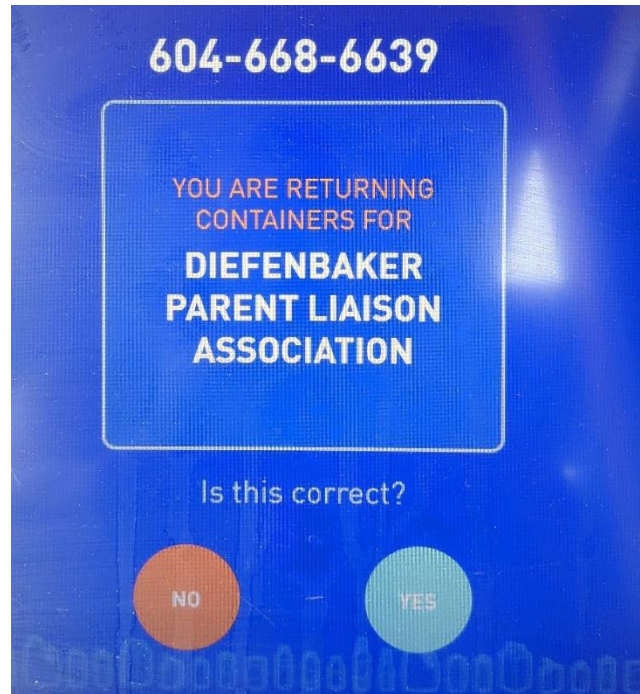 604-668-6639
YOU ARE RETURNING
CONTAINERS FOR
DIEFENBAKER
PARENT LIAISON
ASSOCIATION
Is this correct?
NO
YES